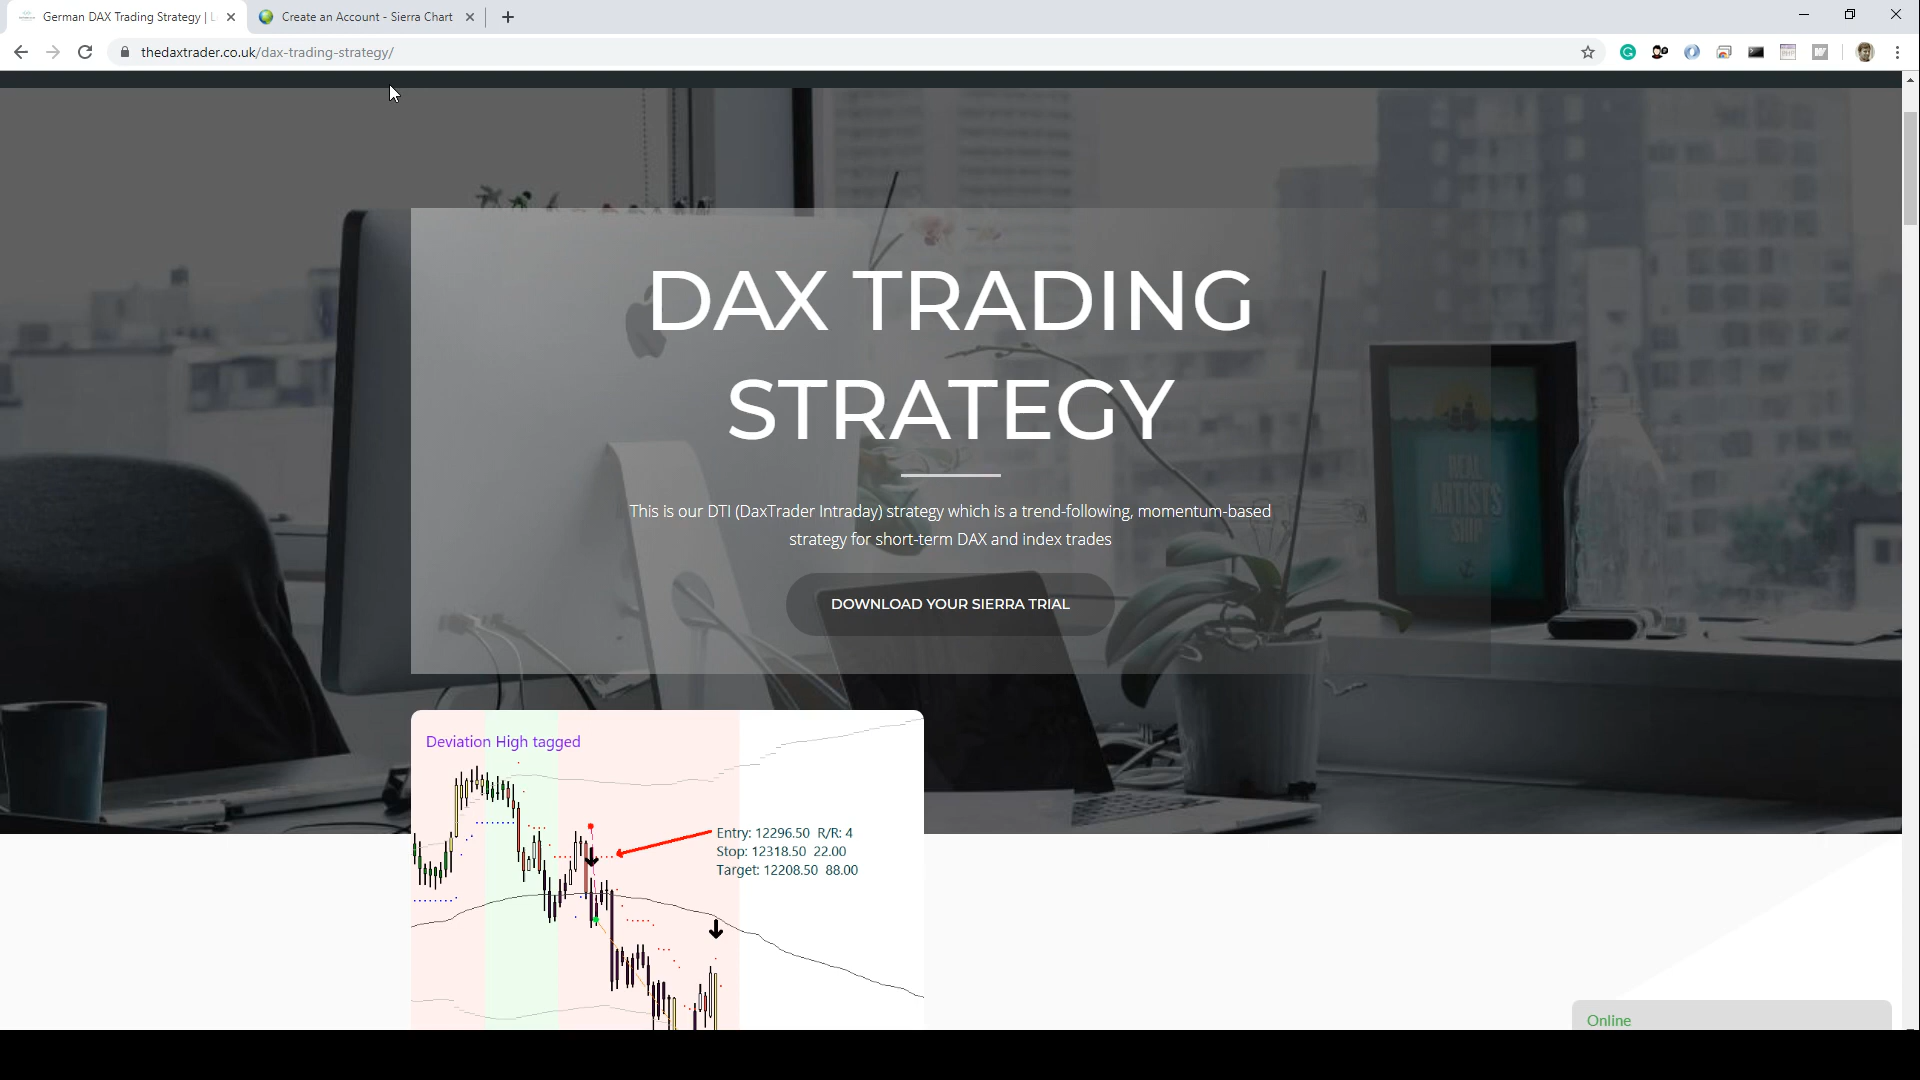 German DAX Trading Strategy | L
Create an Account - Sierra Chart
thedaxtrader.co.uk/dax-trading-strategy/
DAX TRADING
STRATEGY
This is our DTI (DaxTrader Intraday) strategy which is a trend-following, momentum-based
strategy for short-term DAX and index trades
DOWNLOAD YOUR SIERRA TRIAL
REAL
ARTISTS
SHIP
Deviation High tagged
Entry: 12296.50 R/R: 4
Stop: 12318.50 22.00
Target: 12208.50 88.00
Online